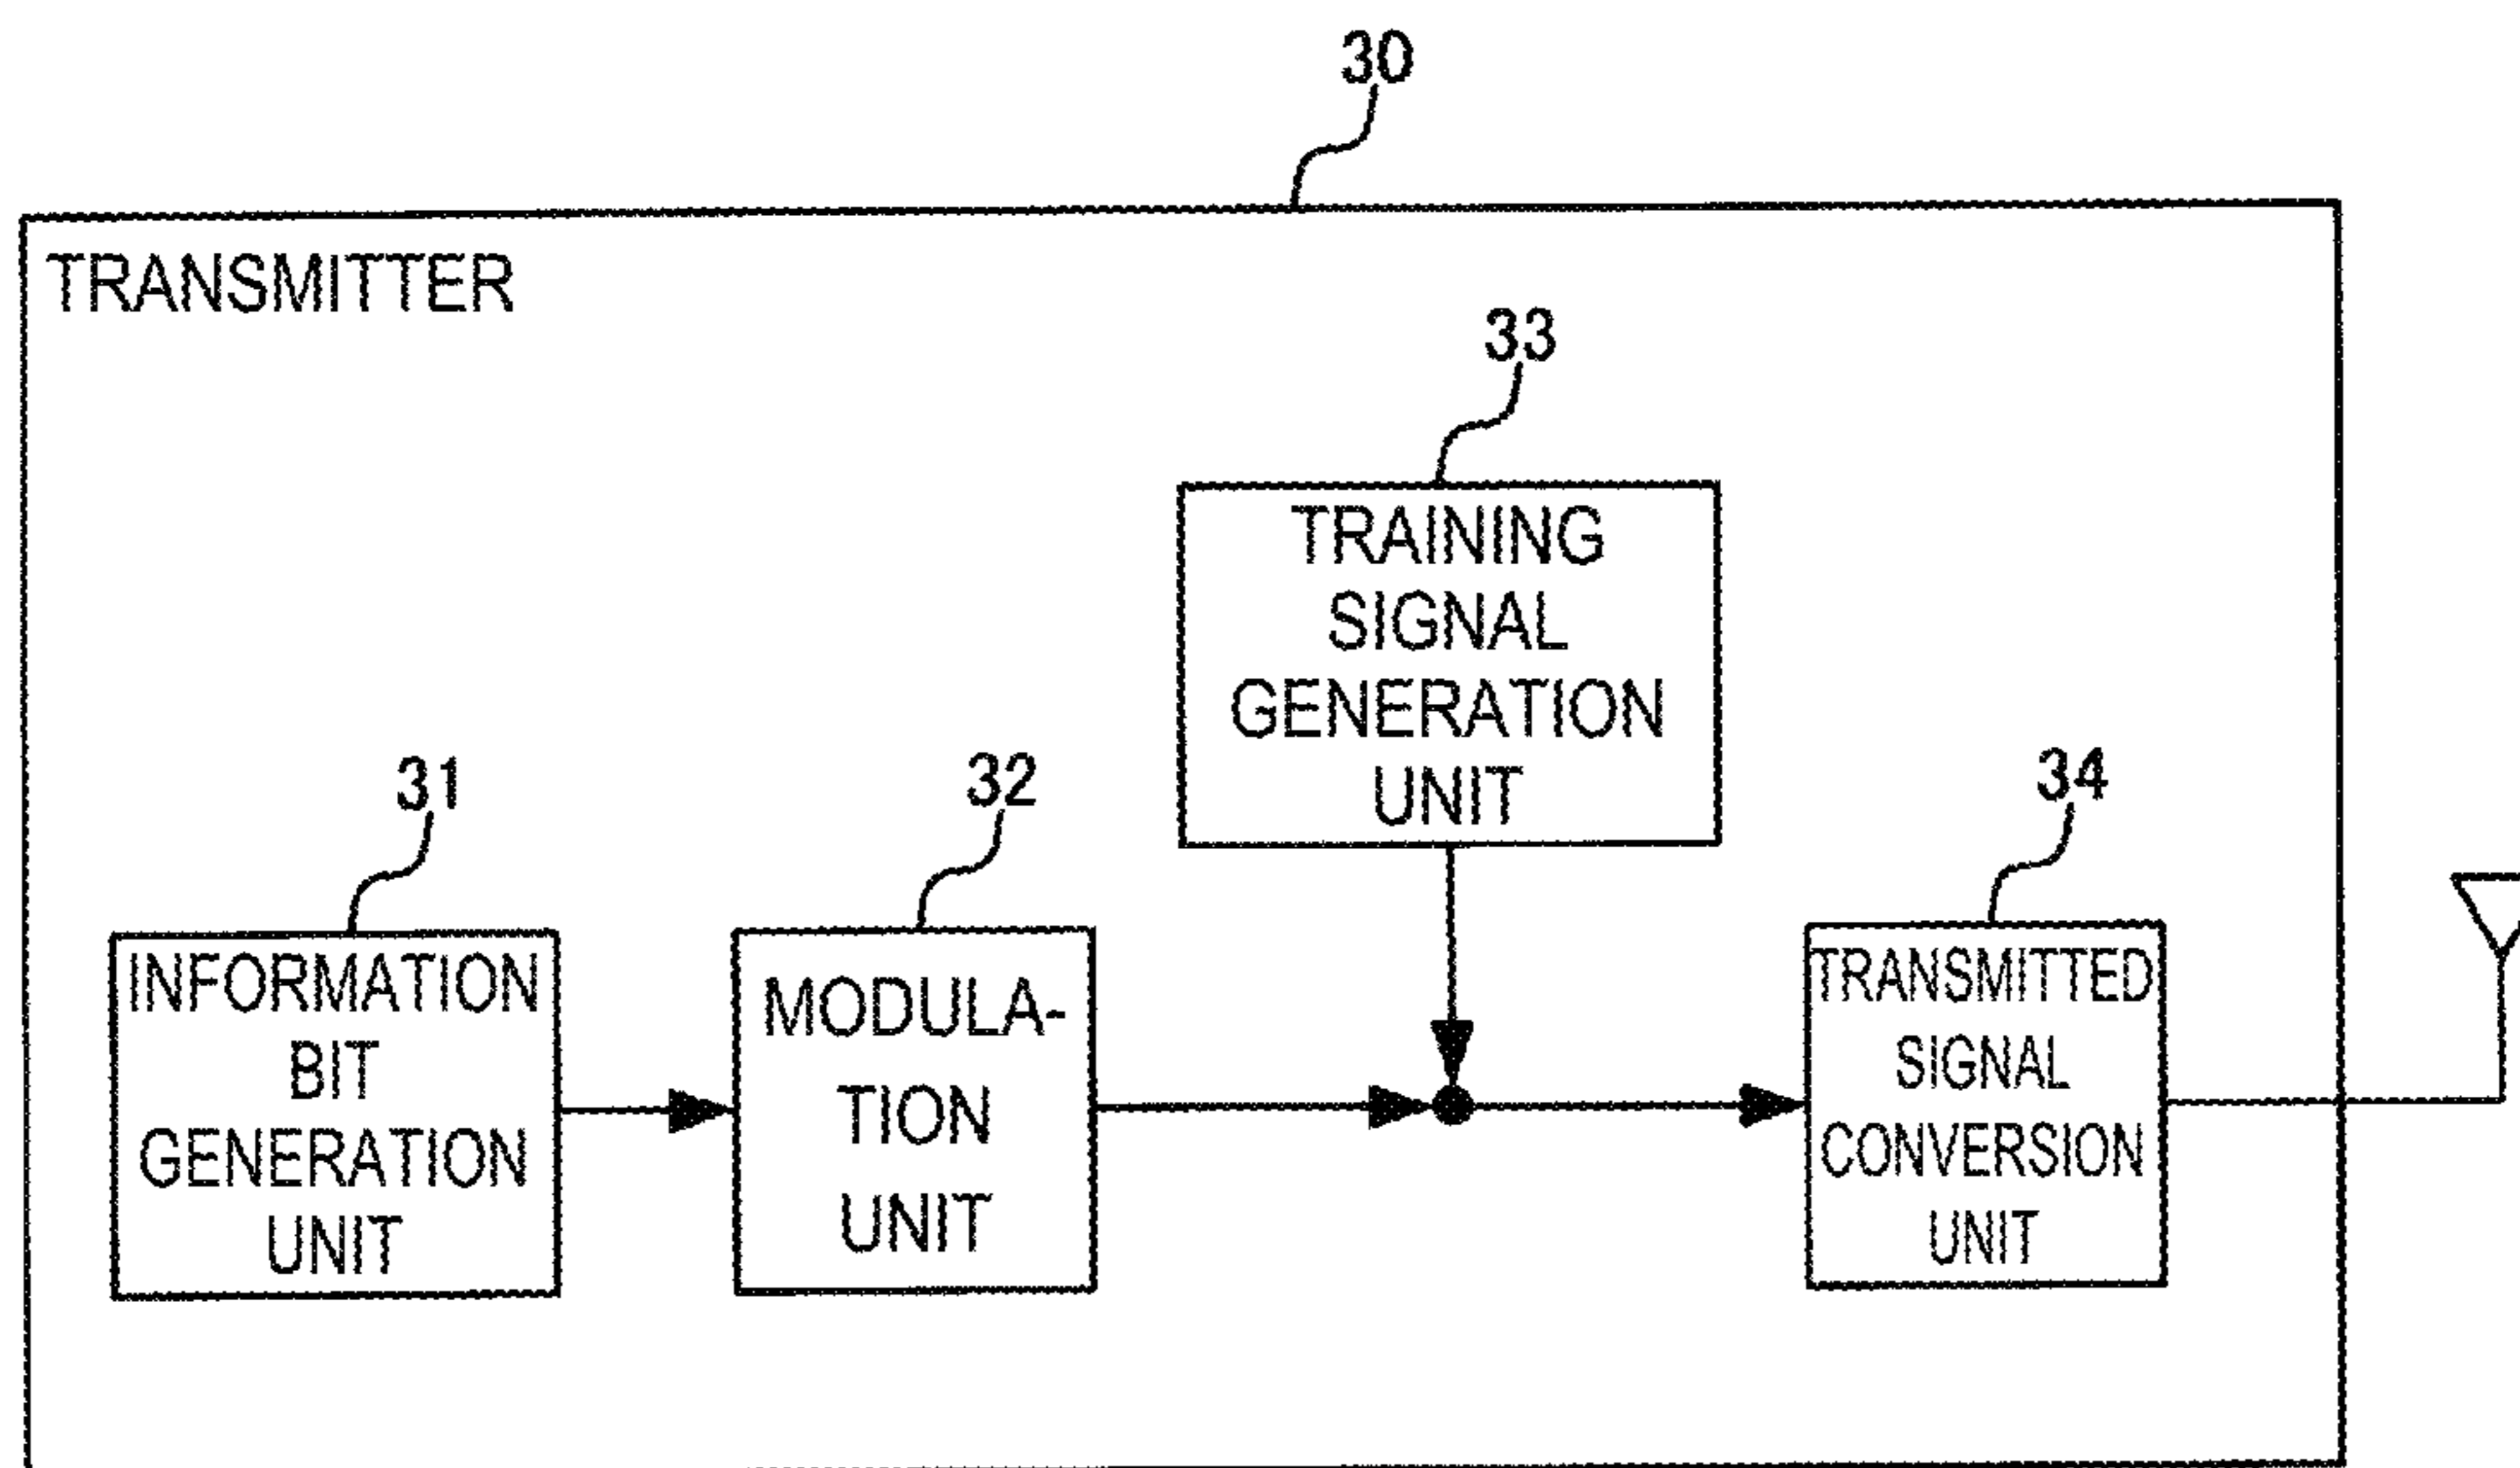 30
TRANSMITTER
33
TRAINING
SIGNAL
GENERATION
UNIT
31
INFORMATION
BIT
GENERATION
UNIT
32
MODULA-
TION
UNIT
34
TRANSMITTED
SIGNAL
CONVERSION
UNIT